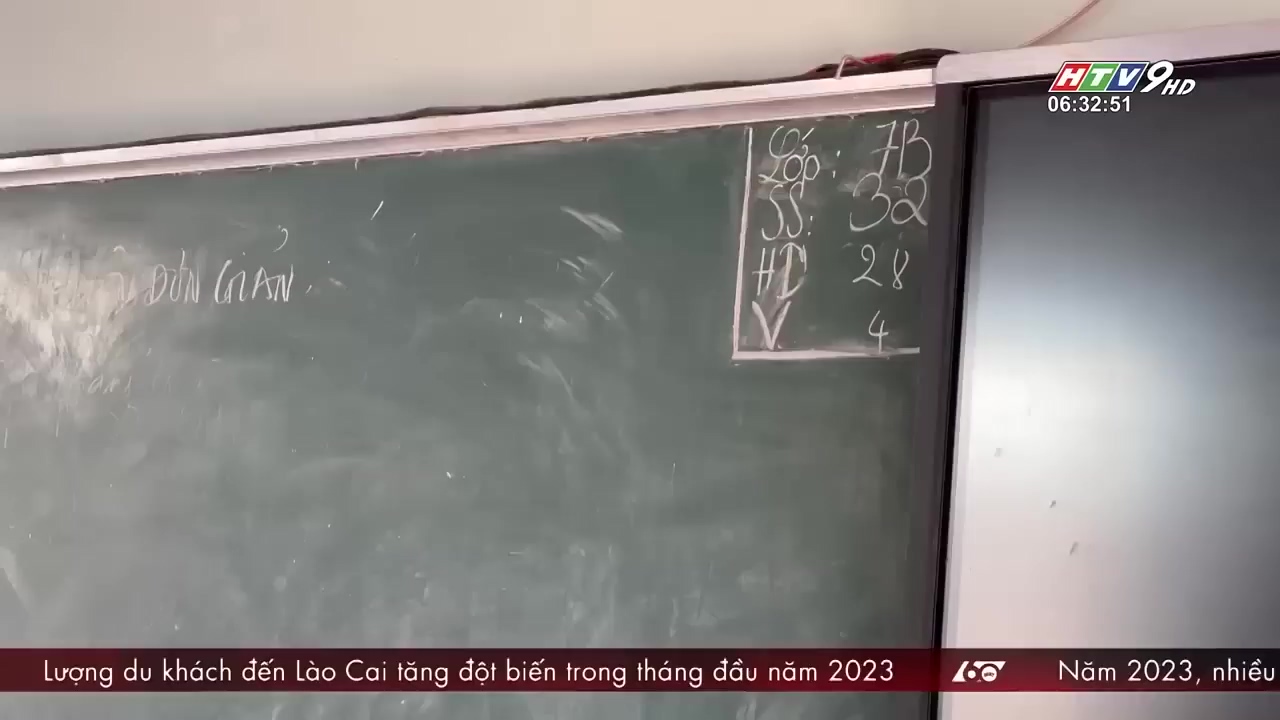 HTV9 HD
06:32:51
Lớp: 7B
SS: 32
HD 28
V 4
ĐƠN GIẢN.
Lượng du khách đến Lào Cai tăng đột biến trong tháng đầu năm 2023
60 Năm 2023, nhiều